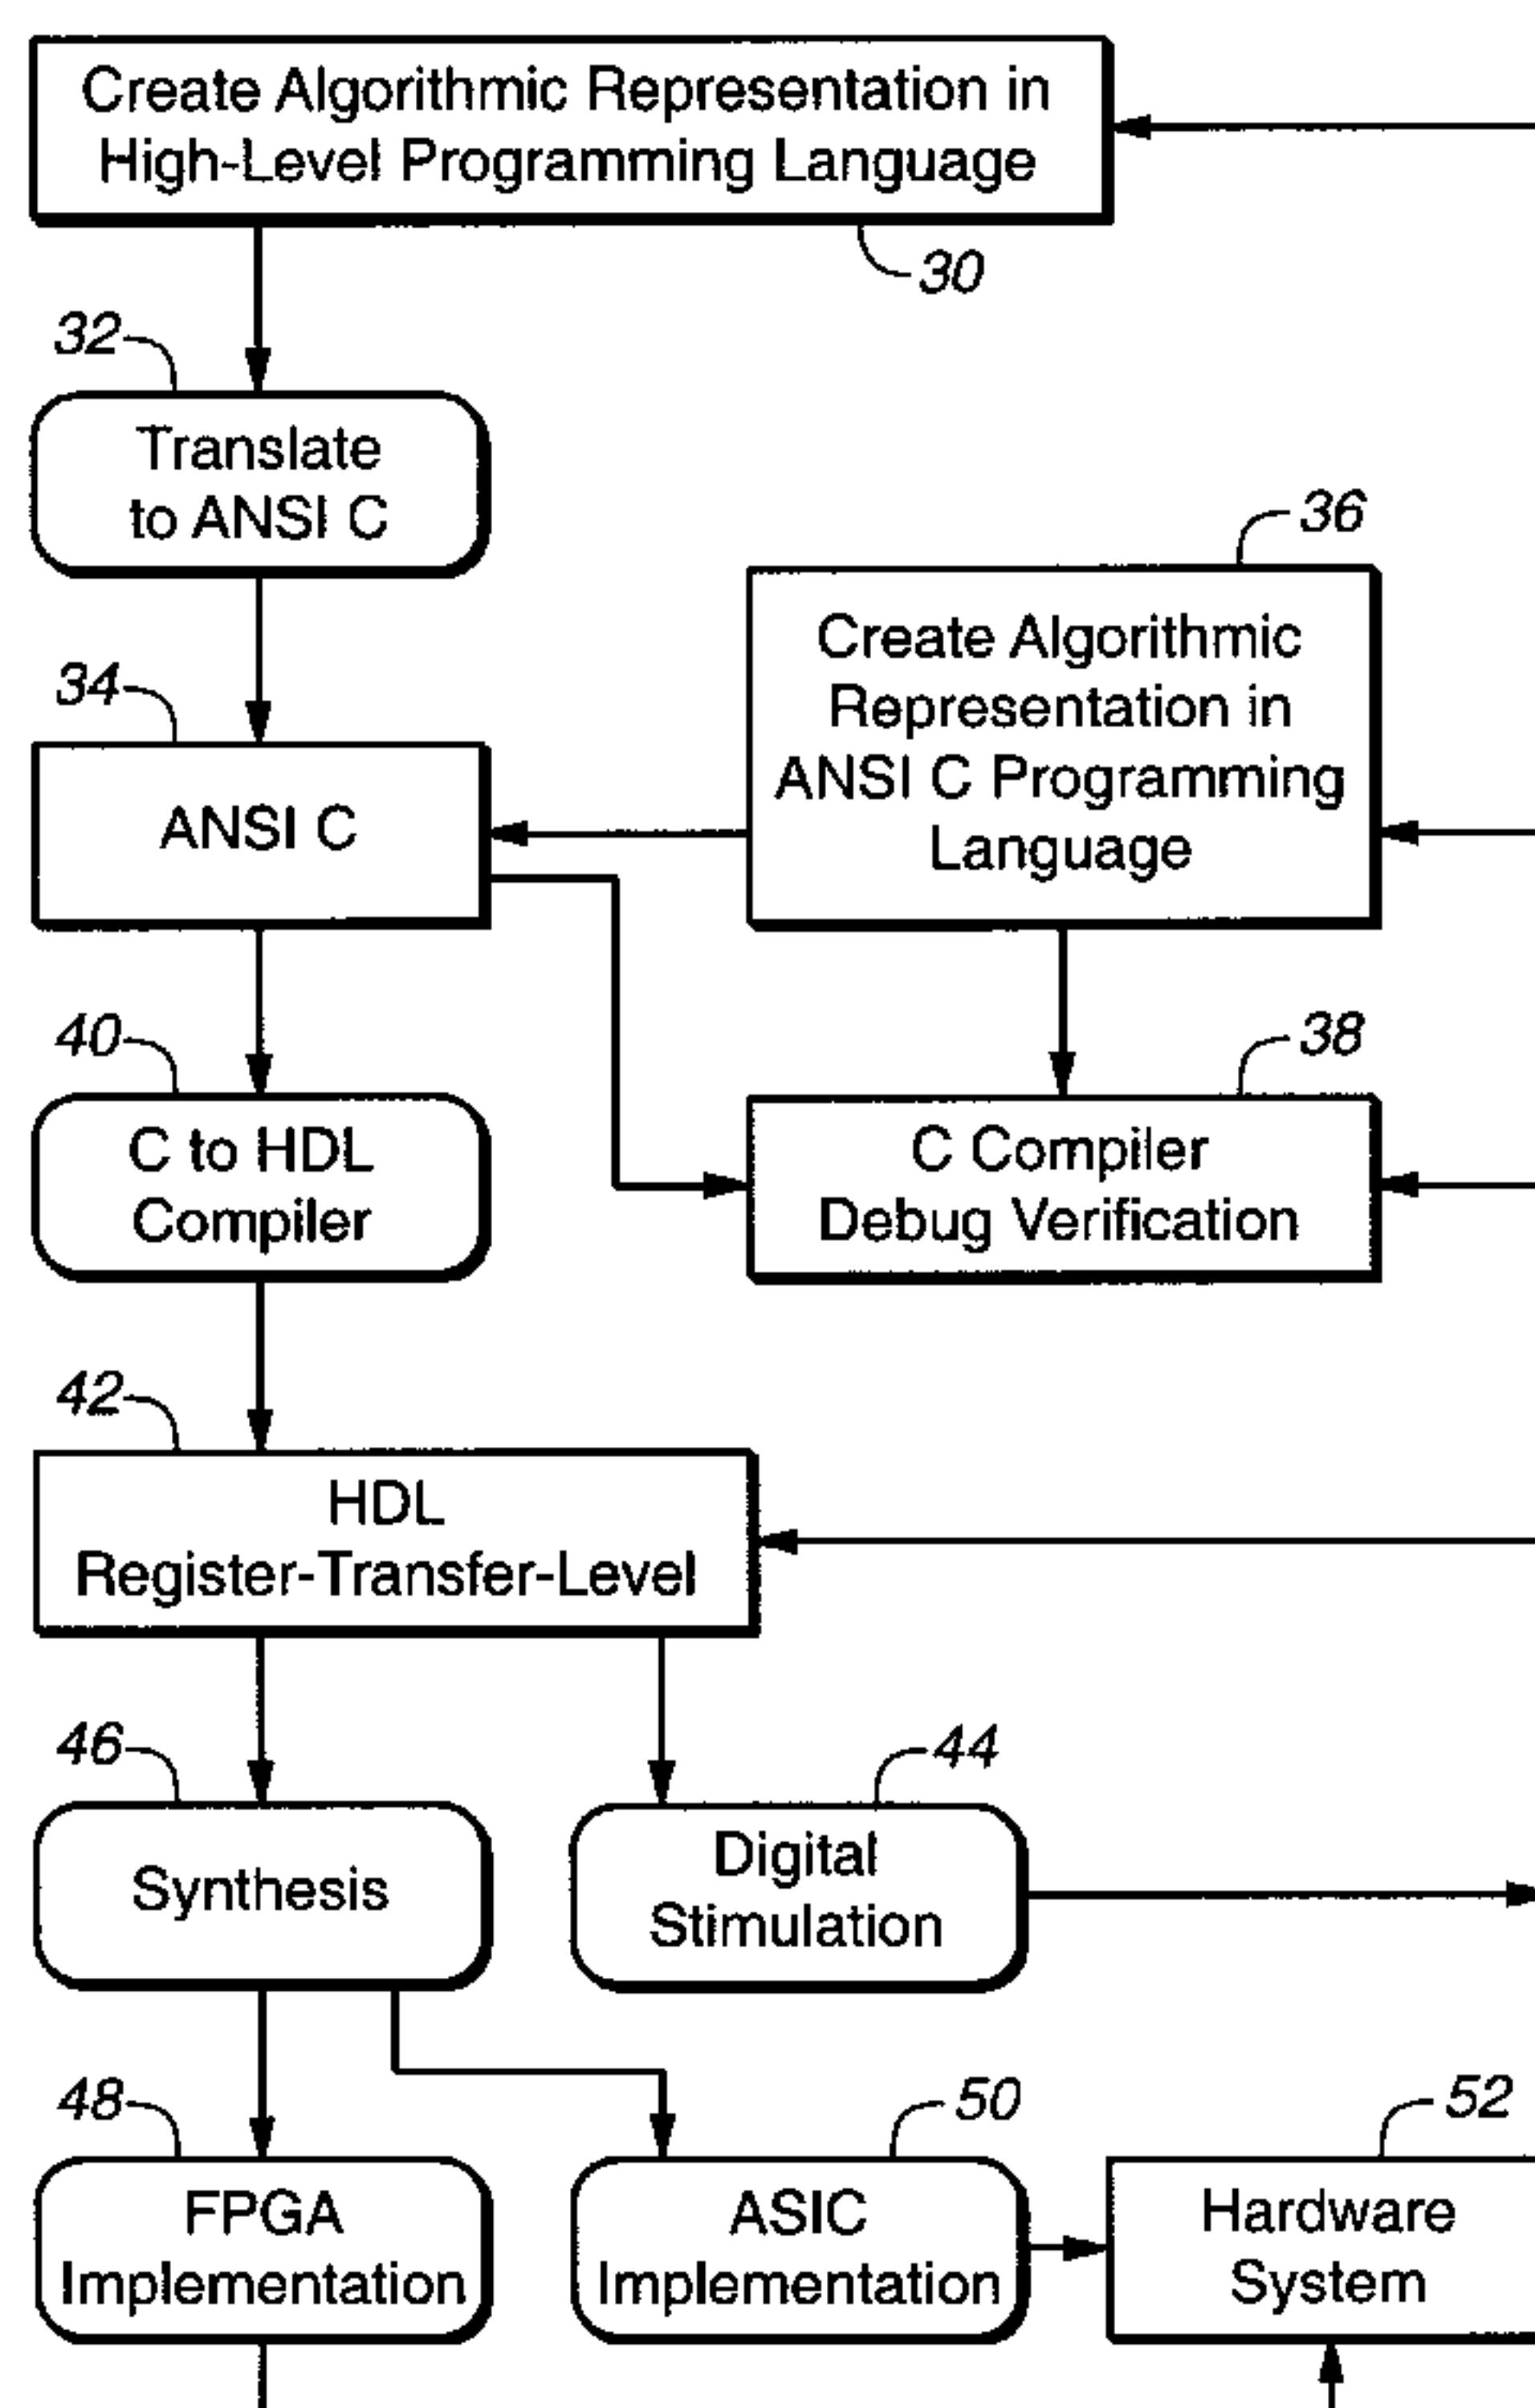 Create Algorithmic Representation in
High-Level Programming Language
30
32
Translate
to ANSI C
36
Create Algorithmic
Representation in
ANSI C Programming
Language
34
ANSI C
40
C to HDL
Compiler
38
C Compiler
Debug Verification
42
HDL
Register-Transfer-Level
46
Synthesis
44
Digital
Stimulation
48
FPGA
Implementation
50
ASIC
Implementation
52
Hardware
System